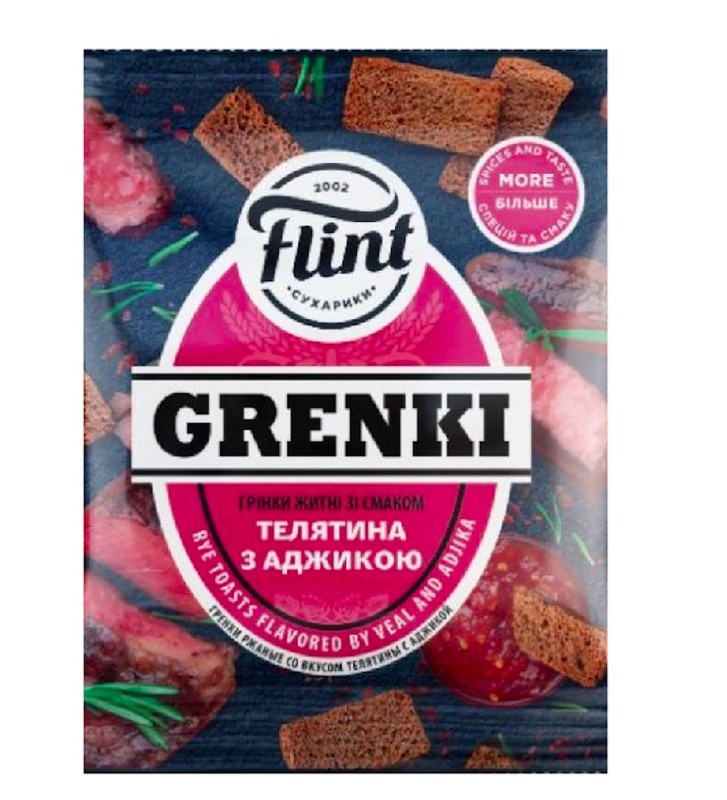 2002
flint
•СУХАРИКИ•
SPICES AND TASTE
MORE
БІЛЬШЕ
СПЕЦІЙ ТА СМАКУ
GRENKI
ГРІНКИ ЖИТНІ ЗІ СМАКОМ
ТЕЛЯТИНА
З АДЖИКОЮ
RYE TOASTS FLAVORED BY VEAL AND ADJIKA
ГРЕНКИ РЖАНЫЕ СО ВКУСОМ ТЕЛЯТИНЫ С АДЖИКОЙ